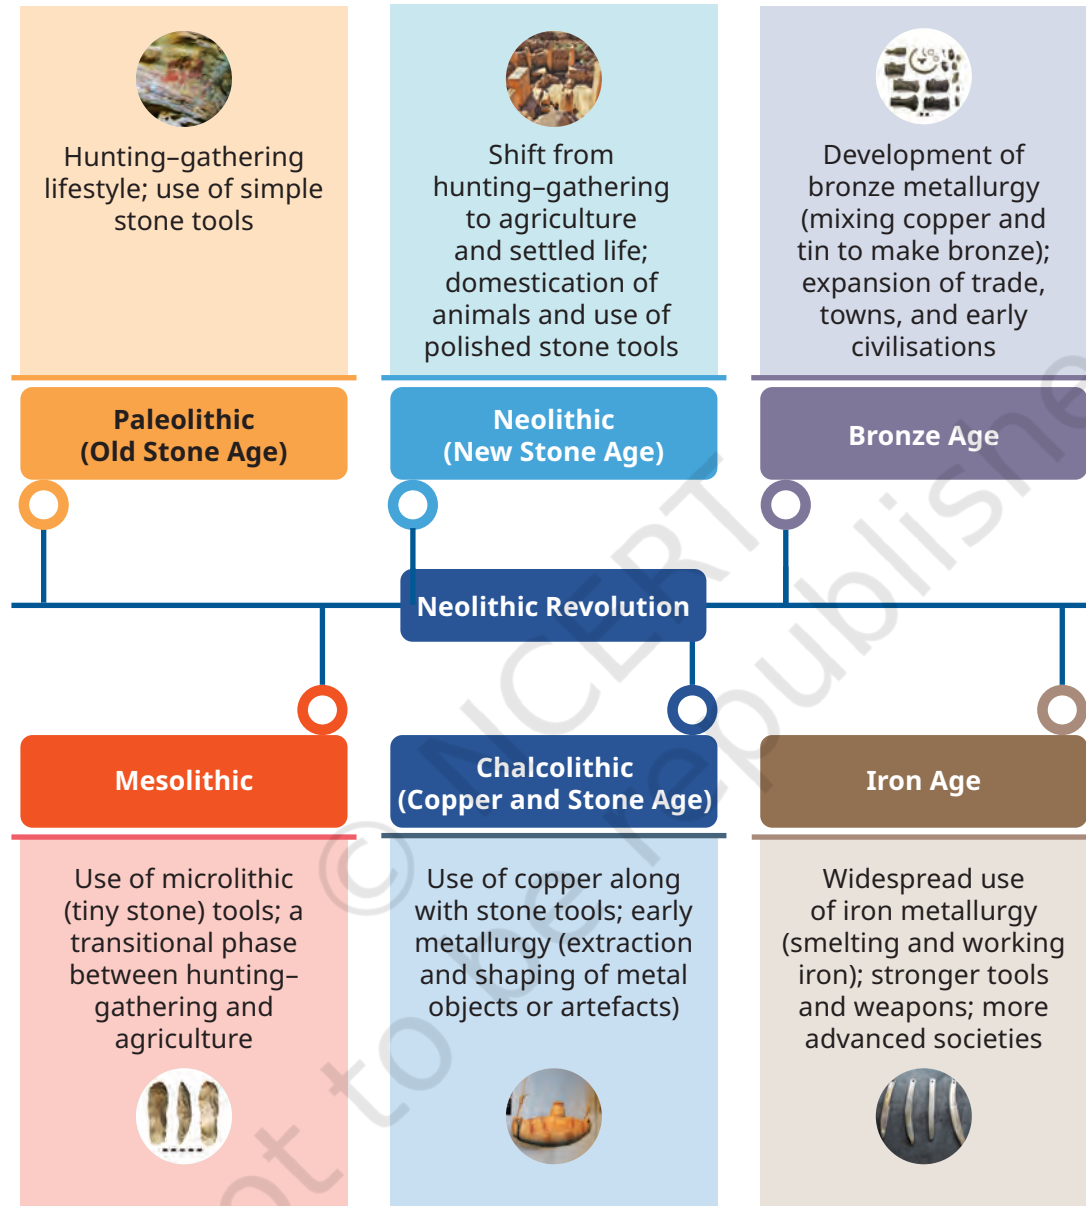 Hunting–gathering
lifestyle; use of simple
stone tools
Paleolithic
(Old Stone Age)
Shift from
hunting–gathering
to agriculture
and settled life;
domestication of
animals and use of
polished stone tools
Neolithic
(New Stone Age)
Development of
bronze metallurgy
(mixing copper and
tin to make bronze);
expansion of trade,
towns, and early
civilisations
Bronze Age
Neolithic Revolution
Mesolithic
Use of microlithic
(tiny stone) tools; a
transitional phase
between hunting–
gathering and
agriculture
Chalcolithic
(Copper and Stone Age)
Use of copper along
with stone tools; early
metallurgy (extraction
and shaping of metal
objects or artefacts)
Iron Age
Widespread use
of iron metallurgy
(smelting and working
iron); stronger tools
and weapons; more
advanced societies
© NCERT
not to be republishe